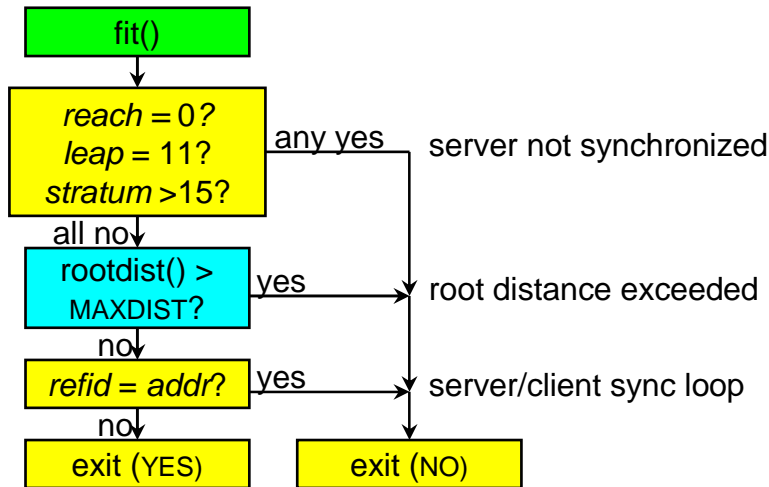 fit()
reach = 0?
leap = 11?
stratum >15?
any yes
server not synchronized
all no
rootdist() >
MAXDIST?
yes
root distance exceeded
no
refid = addr?
yes
server/client sync loop
no
exit (YES)
exit (NO)